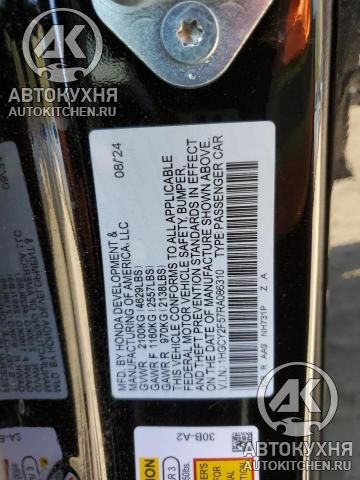 АВТОКУХНЯ
AUTOKITCHEN.RU
MFD. BY HONDA DEVELOPMENT & 08/24
MANUFACTURING OF AMERICA, LLC
GVWR 2100KG (4629LBS)
GAWR F 1160KG (2557LBS)
GAWR R 970KG (2138LBS)
THIS VEHICLE CONFORMS TO ALL APPLICABLE
FEDERAL MOTOR VEHICLE SAFETY, BUMPER,
AND THEFT PREVENTION STANDARDS IN EFFECT
ON THE DATE OF MANUFACTURE SHOWN ABOVE.
V.I.N.: 1HGCY2F57RA086310 TYPE: PASSENGER CAR
R AA9 NH731P Z A
30B-A2
АВТОКУХНЯ
AUTOKITCHEN.RU